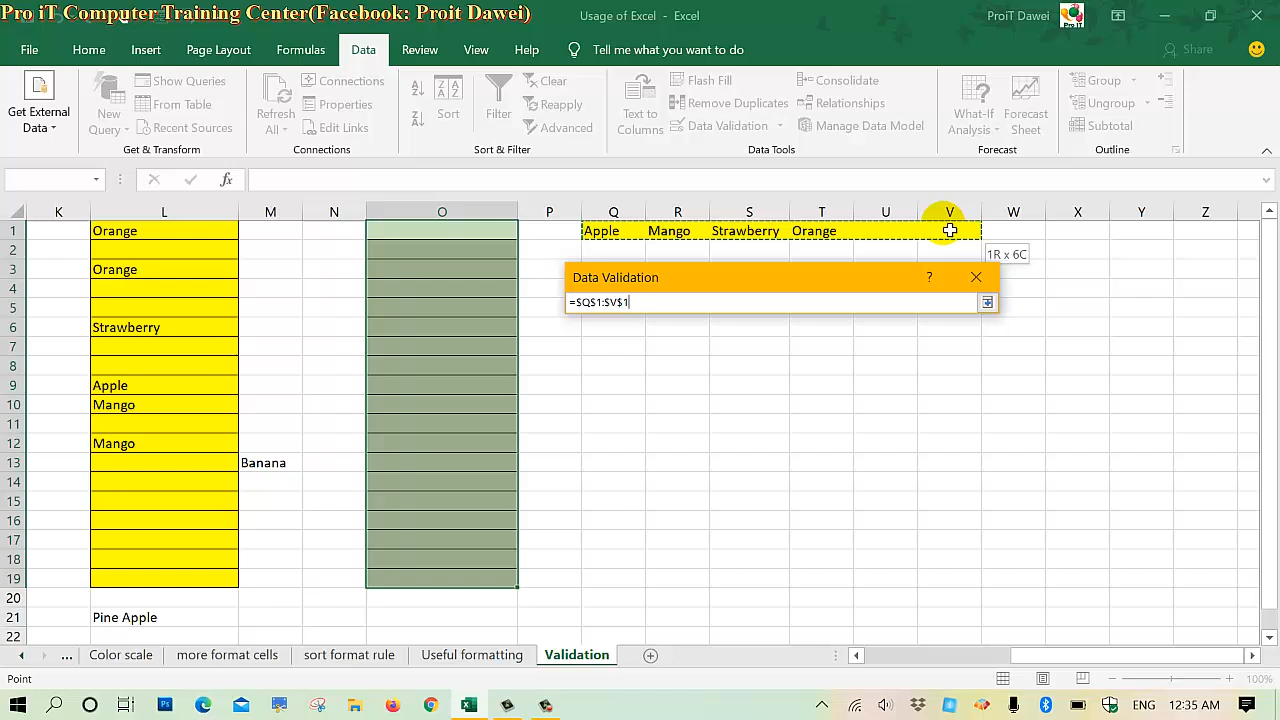 Pro iT Computer Training Center(Facebook: Proit Dawei)
Usage of Excel - Excel
ProiT Dawei
Pro IT
File Home Insert Page Layout Formulas Data Review View Help Tell me what you want to do Share
Get External Data
New Query
Show Queries
From Table
Recent Sources
Get & Transform
Refresh All
Connections
Properties
Edit Links
Connections
Sort
Filter
Clear
Reapply
Advanced
Sort & Filter
Text to Columns
Flash Fill
Remove Duplicates
Data Validation
Consolidate
Relationships
Manage Data Model
Data Tools
What-If Analysis
Forecast Sheet
Forecast
Group
Ungroup
Subtotal
Outline
fx
K L M N O P Q R S T U V W X Y Z
1 Orange Apple Mango Strawberry Orange
2
1R x 6C
3 Orange
Data Validation ?
4
=$Q$1:$V$1
5
6 Strawberry
7
8
9 Apple
10 Mango
11
12 Mango
13 Banana
14
15
16
17
18
19
20
21 Pine Apple
22
... Color scale more format cells sort format rule Useful formatting Validation
Point
100%
Ps
ENG 12:35 AM